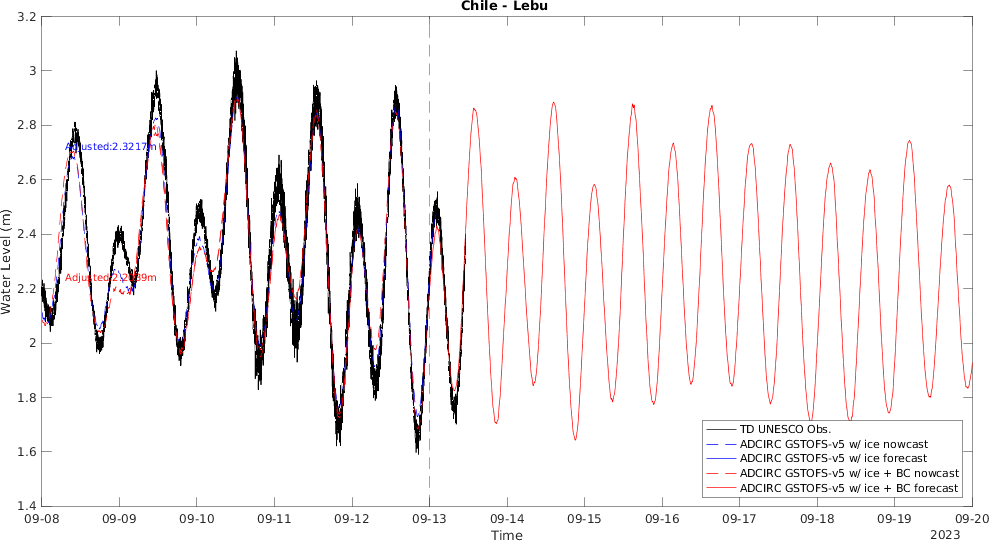 Chile - Lebu
3.2
3
2.8
2.6
2.4
2.2
2
1.8
1.6
1.4
Water Level (m)
Adjusted:2.3217m
TD UNESCO Obs.
ADCIRC GSTOFS-v5 w/ ice nowcast
ADCIRC GSTOFS-v5 w/ ice forecast
ADCIRC GSTOFS-v5 w/ ice + BC nowcast
ADCIRC GSTOFS-v5 w/ ice + BC forecast
09-08 09-09 09-10 09-11 09-12 09-13 09-14 09-15 09-16 09-17 09-18 09-19 09-20
Time
2023